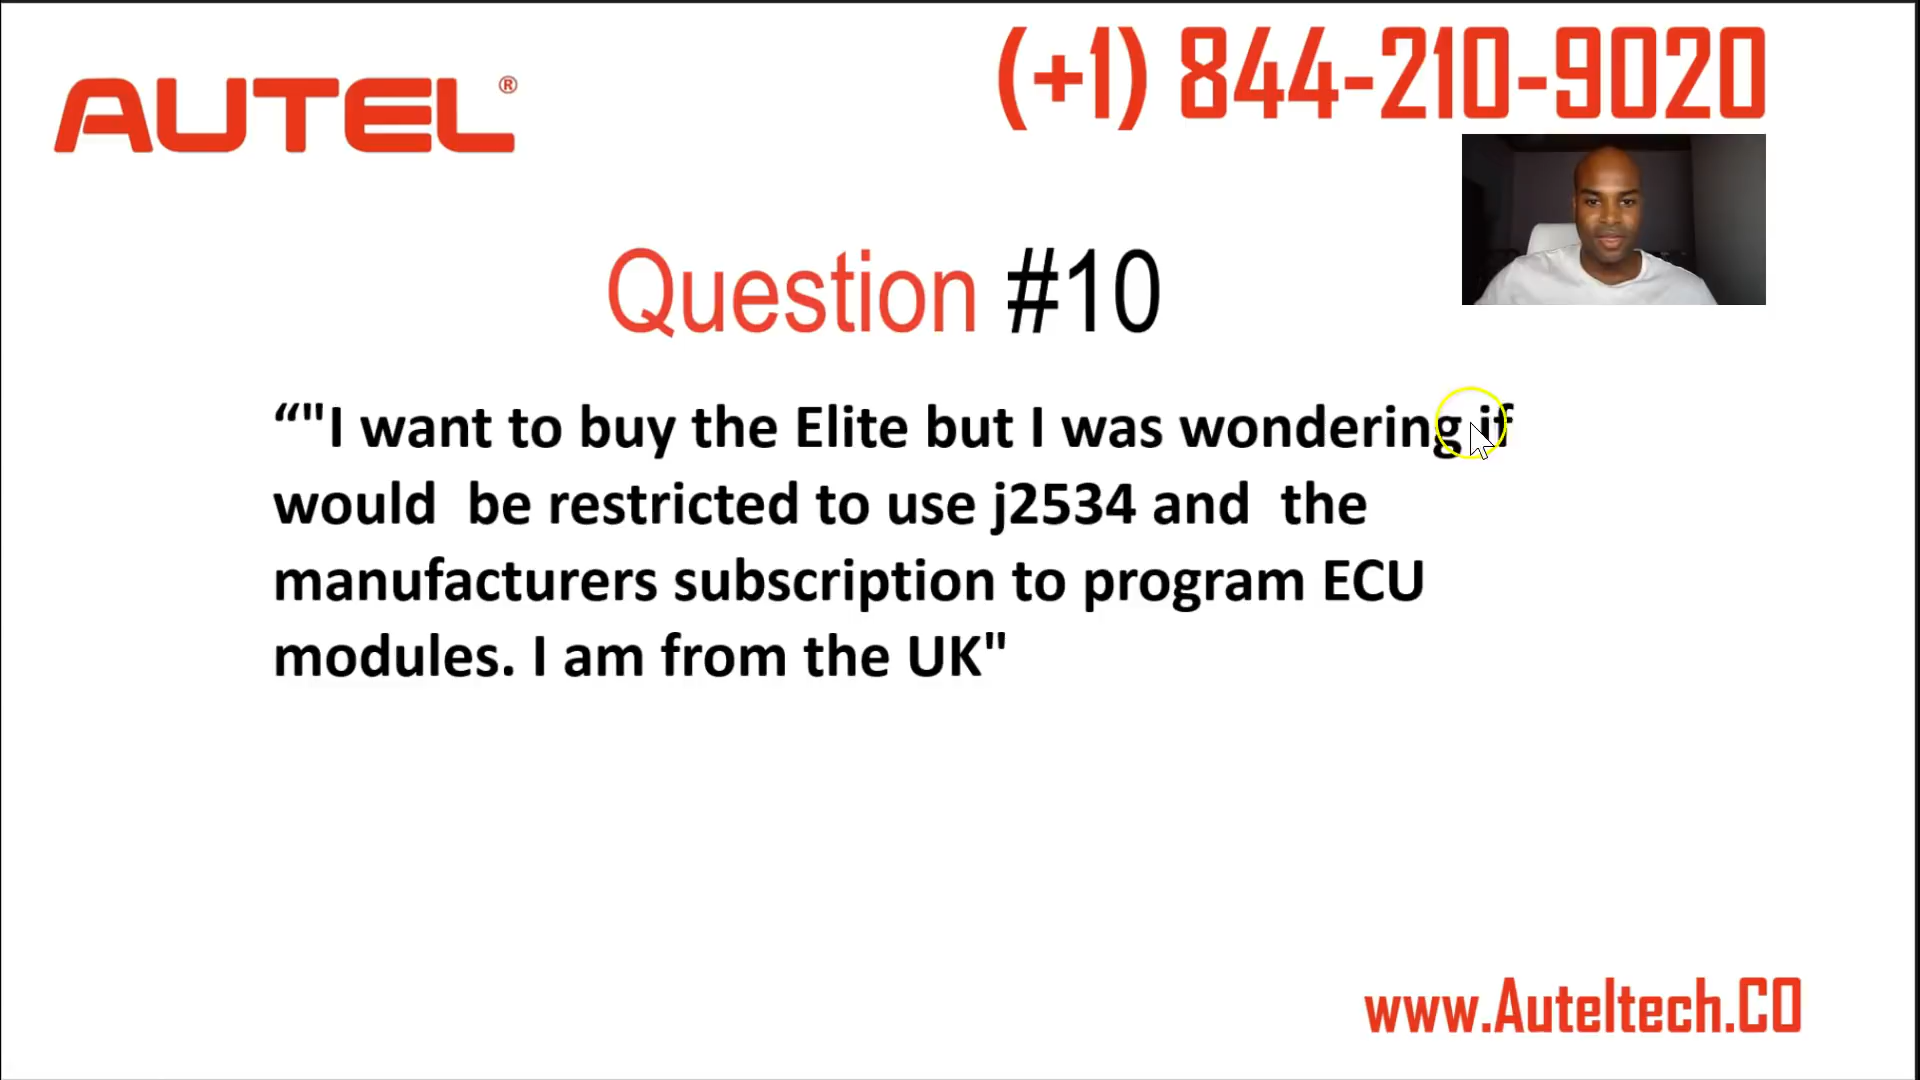 AUTEL®
(+1) 844-210-9020
Question #10
“"I want to buy the Elite but I was wondering if
would  be restricted to use j2534 and  the
manufacturers subscription to program ECU
modules. I am from the UK"
www.Auteltech.CO